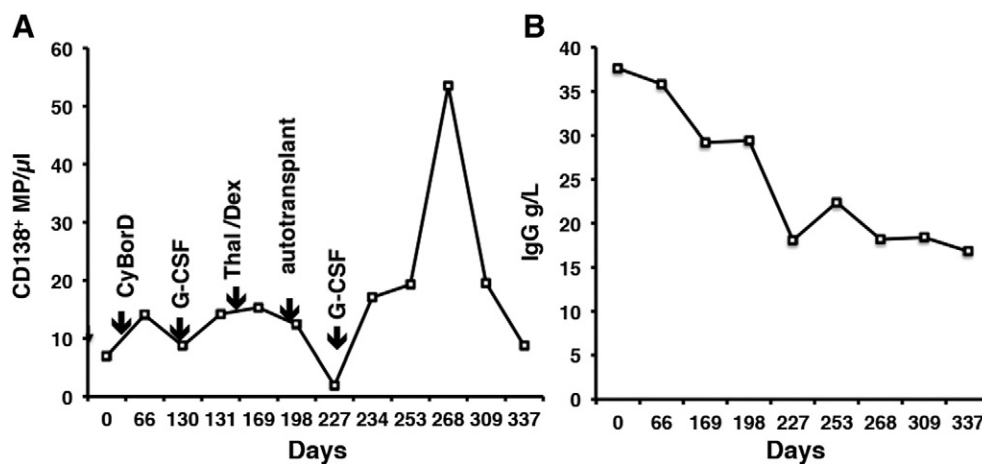 A
CD138⁺ MP/µl
60
50
40
30
20
10
0
CyBorD
G-CSF
Thal /Dex
autotransplant
G-CSF
0 66 130 131 169 198 227 234 253 268 309 337
Days
B
IgG g/L
40
35
30
25
20
15
10
5
0
0 66 169 198 227 253 268 309 337
Days